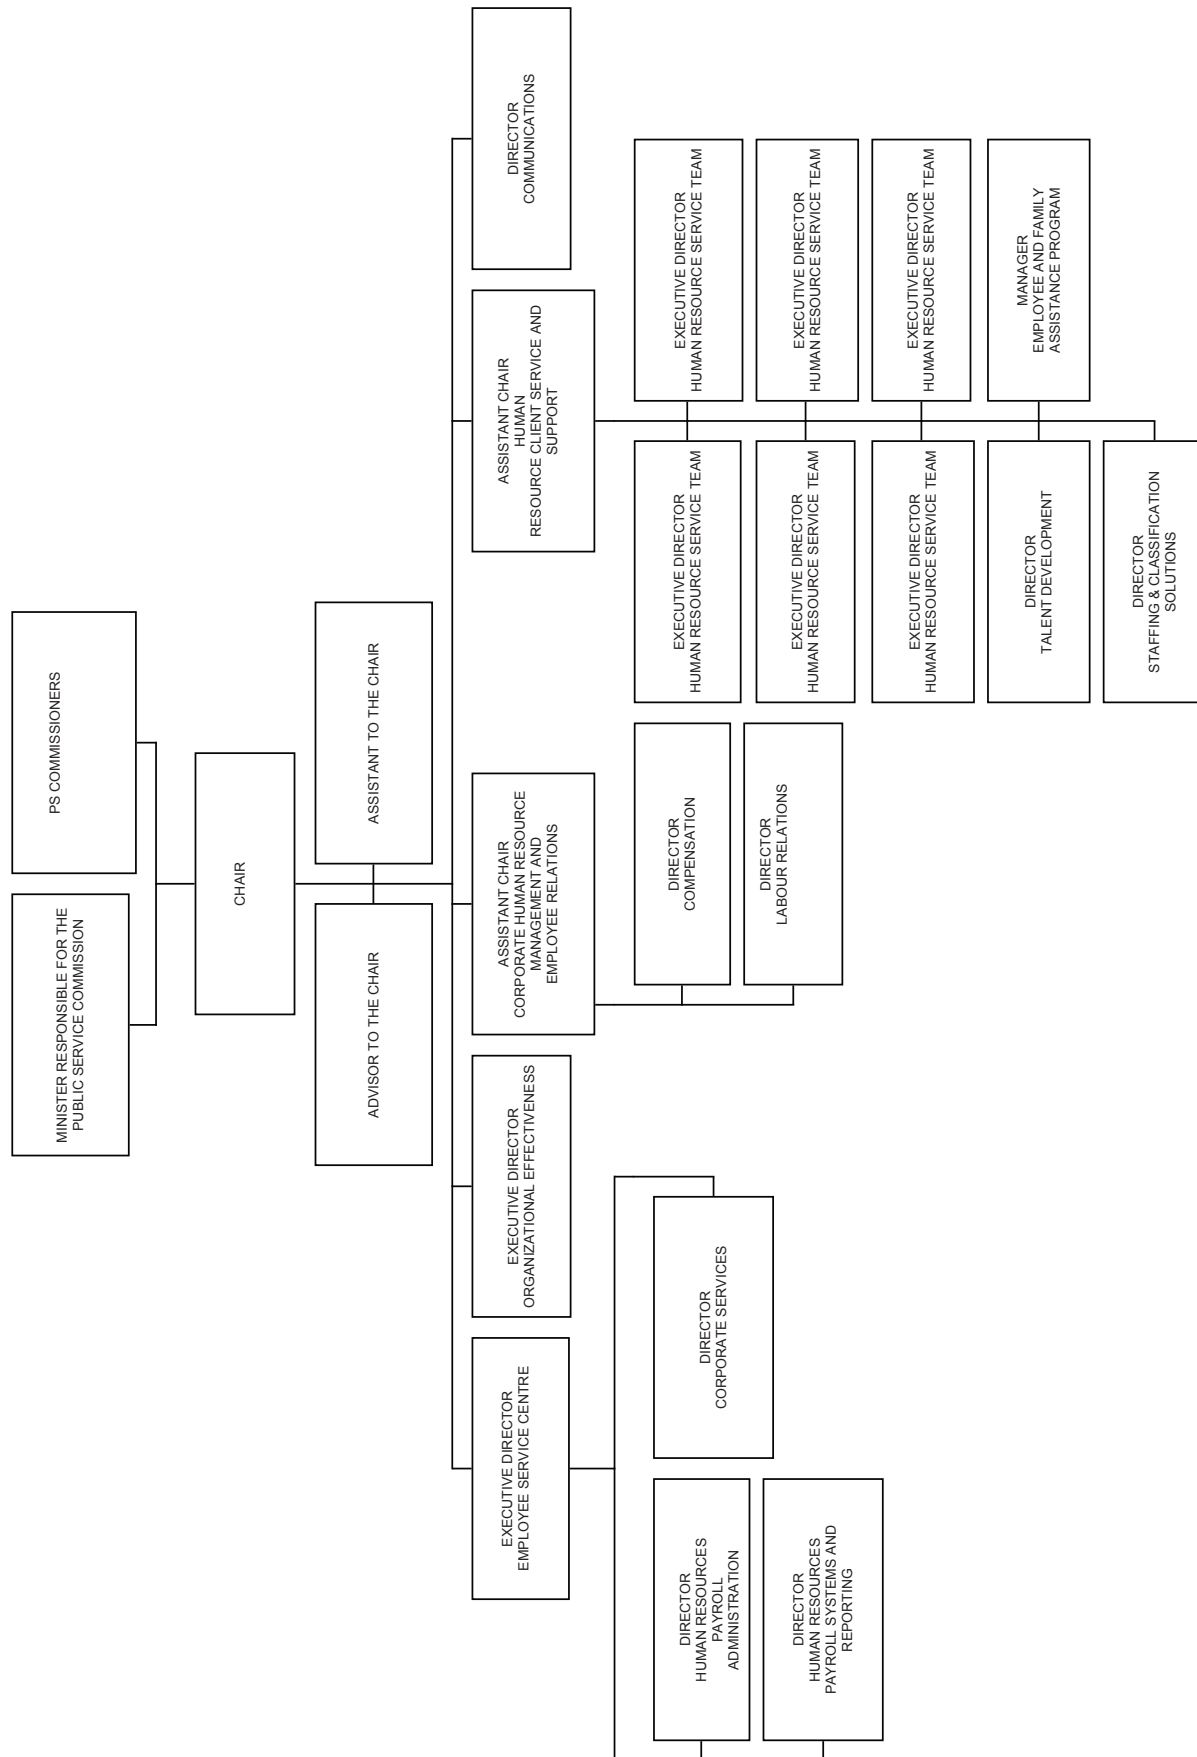 MINISTER RESPONSIBLE FOR THE
PUBLIC SERVICE COMMISSION
PS COMMISSIONERS
CHAIR
ADVISOR TO THE CHAIR
ASSISTANT TO THE CHAIR
EXECUTIVE DIRECTOR
EMPLOYEE SERVICE CENTRE
EXECUTIVE DIRECTOR
ORGANIZATIONAL EFFECTIVENESS
ASSISTANT CHAIR
CORPORATE HUMAN RESOURCE
MANAGEMENT AND
EMPLOYEE RELATIONS
ASSISTANT CHAIR
HUMAN
RESOURCE CLIENT SERVICE AND
SUPPORT
DIRECTOR
COMMUNICATIONS
DIRECTOR
HUMAN RESOURCES
PAYROLL
ADMINISTRATION
DIRECTOR
HUMAN RESOURCES
PAYROLL SYSTEMS AND
REPORTING
DIRECTOR
CORPORATE SERVICES
DIRECTOR
COMPENSATION
DIRECTOR
LABOUR RELATIONS
EXECUTIVE DIRECTOR
HUMAN RESOURCE SERVICE TEAM
EXECUTIVE DIRECTOR
HUMAN RESOURCE SERVICE TEAM
EXECUTIVE DIRECTOR
HUMAN RESOURCE SERVICE TEAM
EXECUTIVE DIRECTOR
HUMAN RESOURCE SERVICE TEAM
EXECUTIVE DIRECTOR
HUMAN RESOURCE SERVICE TEAM
EXECUTIVE DIRECTOR
HUMAN RESOURCE SERVICE TEAM
DIRECTOR
TALENT DEVELOPMENT
MANAGER
EMPLOYEE AND FAMILY
ASSISTANCE PROGRAM
DIRECTOR
STAFFING & CLASSIFICATION
SOLUTIONS